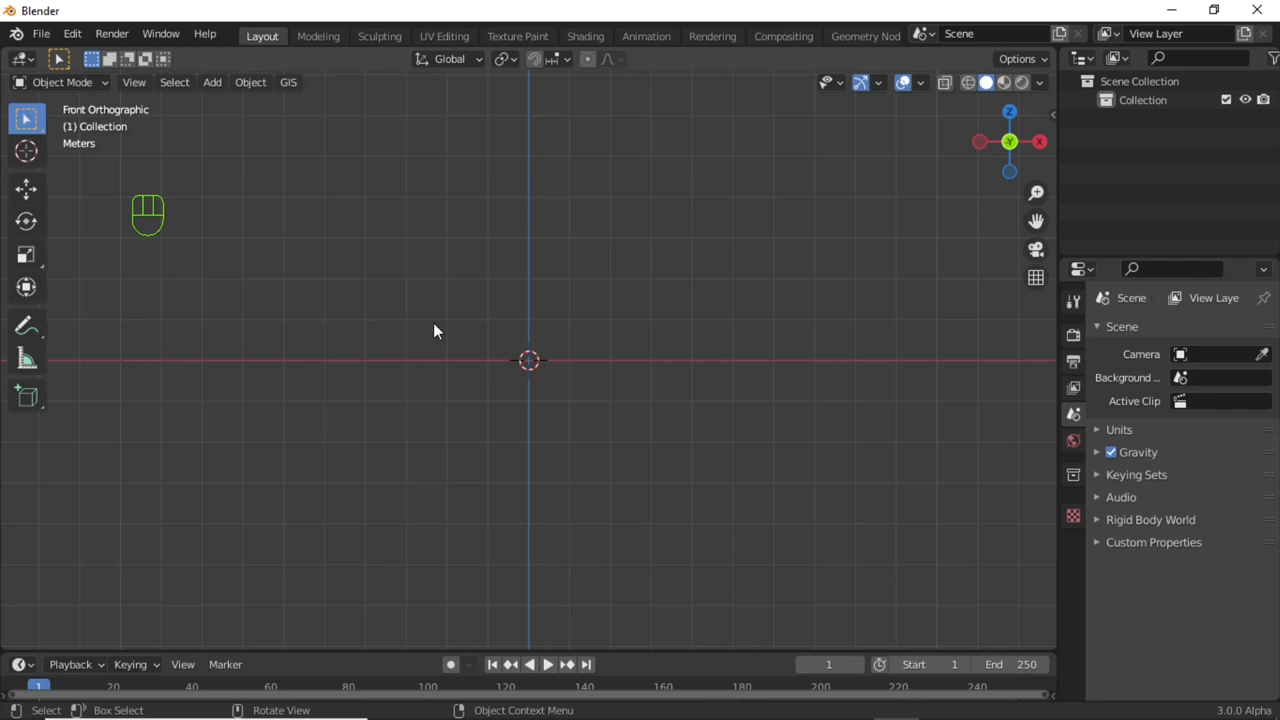 Blender
File Edit Render Window Help Layout Modeling Sculpting UV Editing Texture Paint Shading Animation Rendering Compositing Geometry Nod Scene View Layer
Global Options
Object Mode View Select Add Object GIS
Front Orthographic
(1) Collection
Meters
Z
Y
X
Scene Collection
Collection
Scene View Laye
Scene
Camera
Background ...
Active Clip
Units
Gravity
Keying Sets
Audio
Rigid Body World
Custom Properties
Playback Keying View Marker 1 Start 1 End 250
1 20 40 60 80 100 120 140 160 180 200 220 240
Select Box Select Rotate View Object Context Menu 3.0.0 Alpha